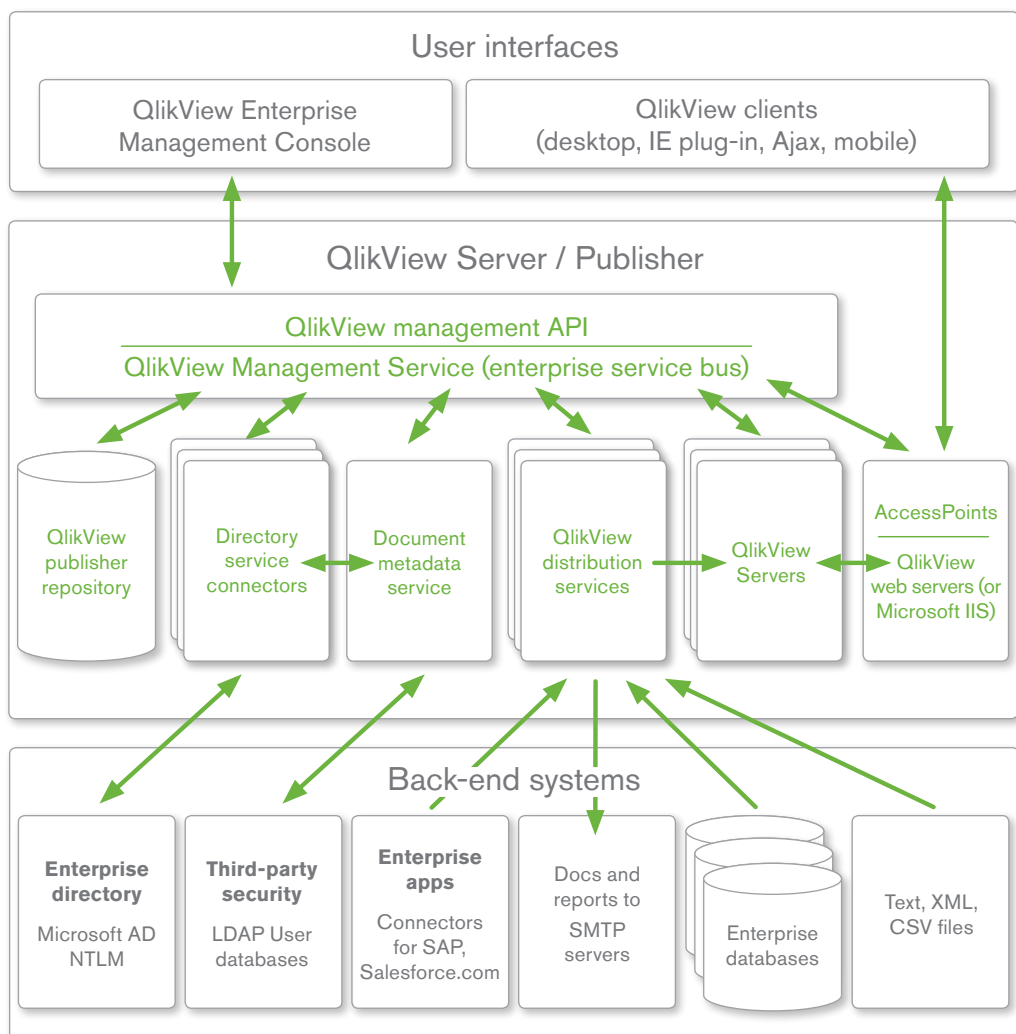 User interfaces
QlikView Enterprise
Management Console
QlikView clients
(desktop, IE plug-in, Ajax, mobile)
QlikView Server / Publisher
QlikView management API
QlikView Management Service (enterprise service bus)
QlikView
publisher
repository
Directory
service
connectors
Document
metadata
service
QlikView
distribution
services
QlikView
Servers
AccessPoints
QlikView
web servers (or
Microsoft IIS)
Back-end systems
Enterprise
directory
Microsoft AD
NTLM
Third-party
security
LDAP User
databases
Enterprise
apps
Connectors
for SAP,
Salesforce.com
Docs and
reports to
SMTP
servers
Enterprise
databases
Text, XML,
CSV files